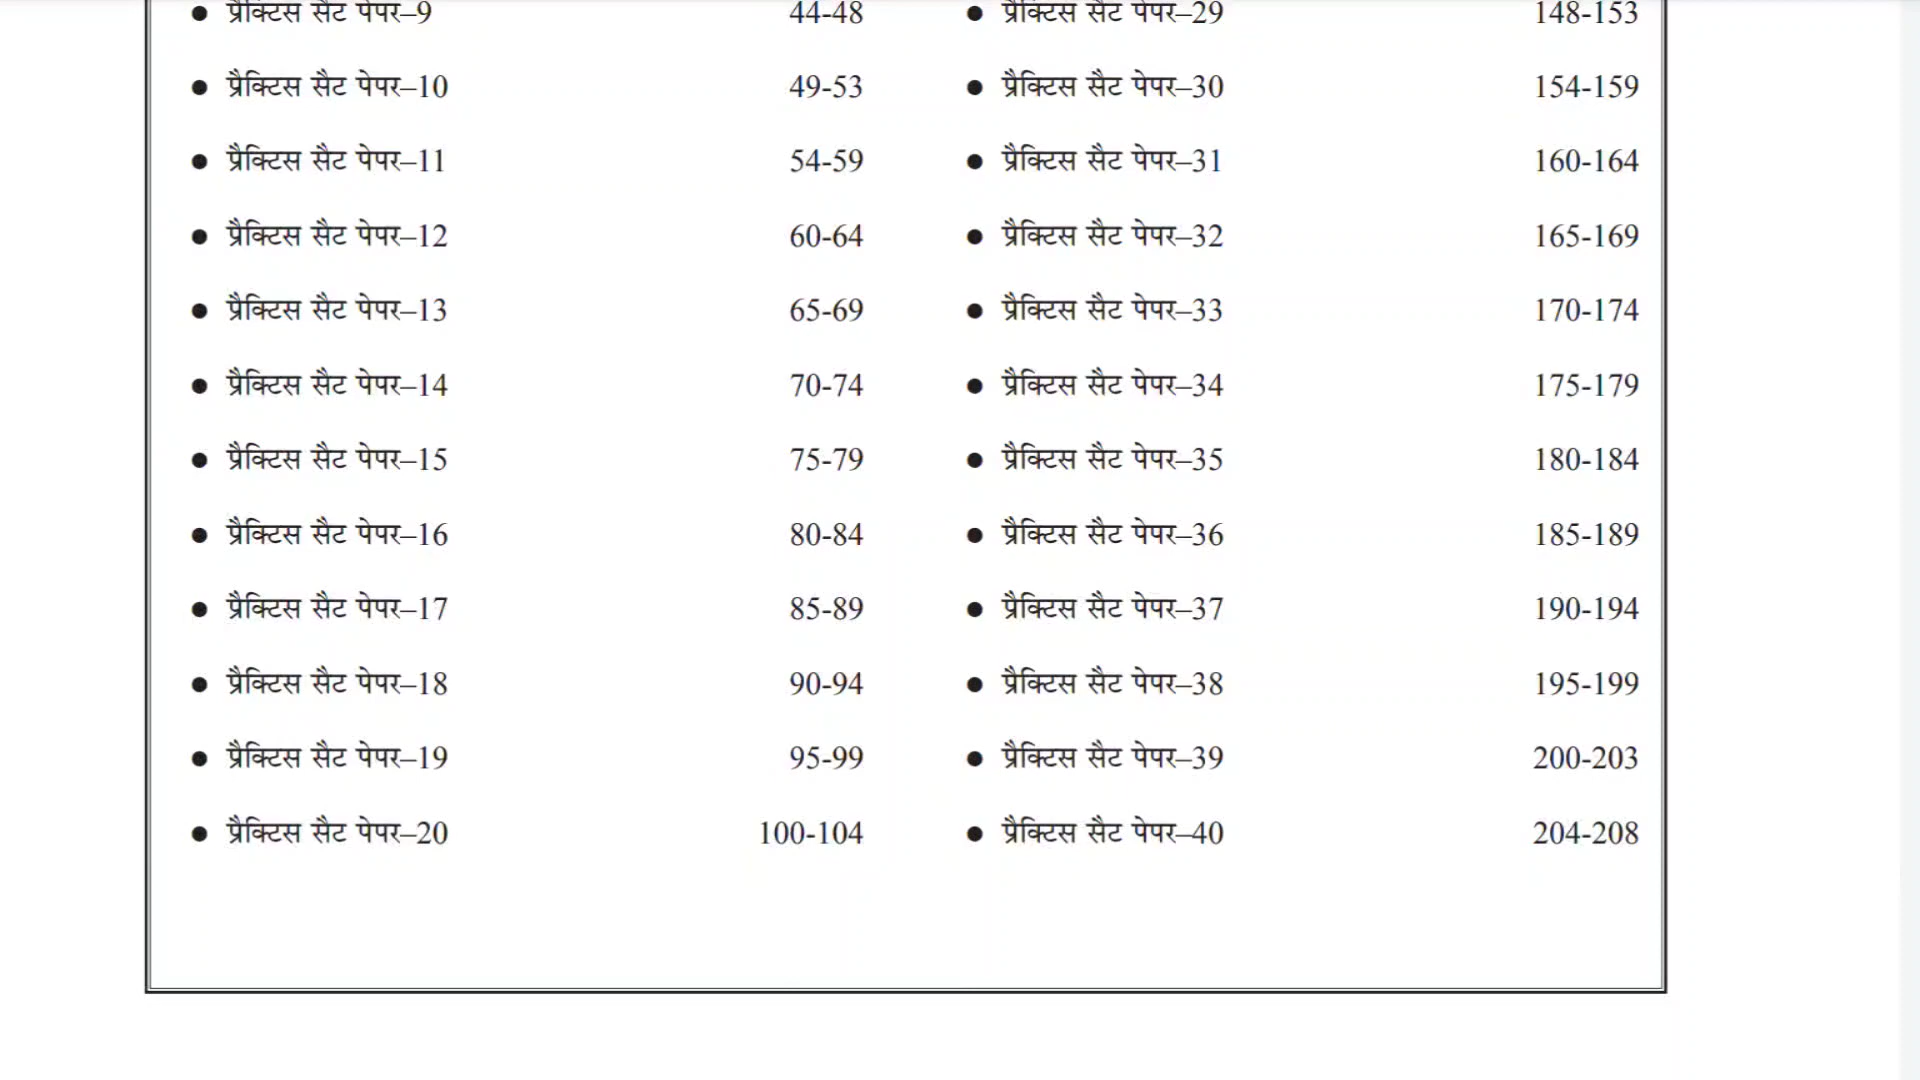 ● प्रैक्टिस सैट पेपर–9 44-48
● प्रैक्टिस सैट पेपर–10 49-53
● प्रैक्टिस सैट पेपर–11 54-59
● प्रैक्टिस सैट पेपर–12 60-64
● प्रैक्टिस सैट पेपर–13 65-69
● प्रैक्टिस सैट पेपर–14 70-74
● प्रैक्टिस सैट पेपर–15 75-79
● प्रैक्टिस सैट पेपर–16 80-84
● प्रैक्टिस सैट पेपर–17 85-89
● प्रैक्टिस सैट पेपर–18 90-94
● प्रैक्टिस सैट पेपर–19 95-99
● प्रैक्टिस सैट पेपर–20 100-104
● प्रैक्टिस सैट पेपर–29 148-153
● प्रैक्टिस सैट पेपर–30 154-159
● प्रैक्टिस सैट पेपर–31 160-164
● प्रैक्टिस सैट पेपर–32 165-169
● प्रैक्टिस सैट पेपर–33 170-174
● प्रैक्टिस सैट पेपर–34 175-179
● प्रैक्टिस सैट पेपर–35 180-184
● प्रैक्टिस सैट पेपर–36 185-189
● प्रैक्टिस सैट पेपर–37 190-194
● प्रैक्टिस सैट पेपर–38 195-199
● प्रैक्टिस सैट पेपर–39 200-203
● प्रैक्टिस सैट पेपर–40 204-208